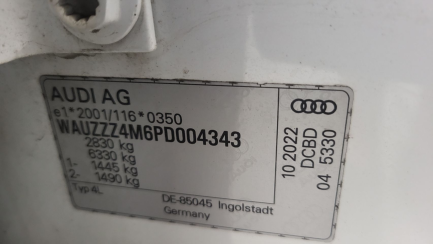 AUDI AG
e1*2001/116*0350
WAUZZZ4M6PD004343
2830 kg
6330 kg
1- 1445 kg
2- 1490 kg
Typ 4L
DE-85045 Ingolstadt
Germany
10 2022
DCBD
04 5330